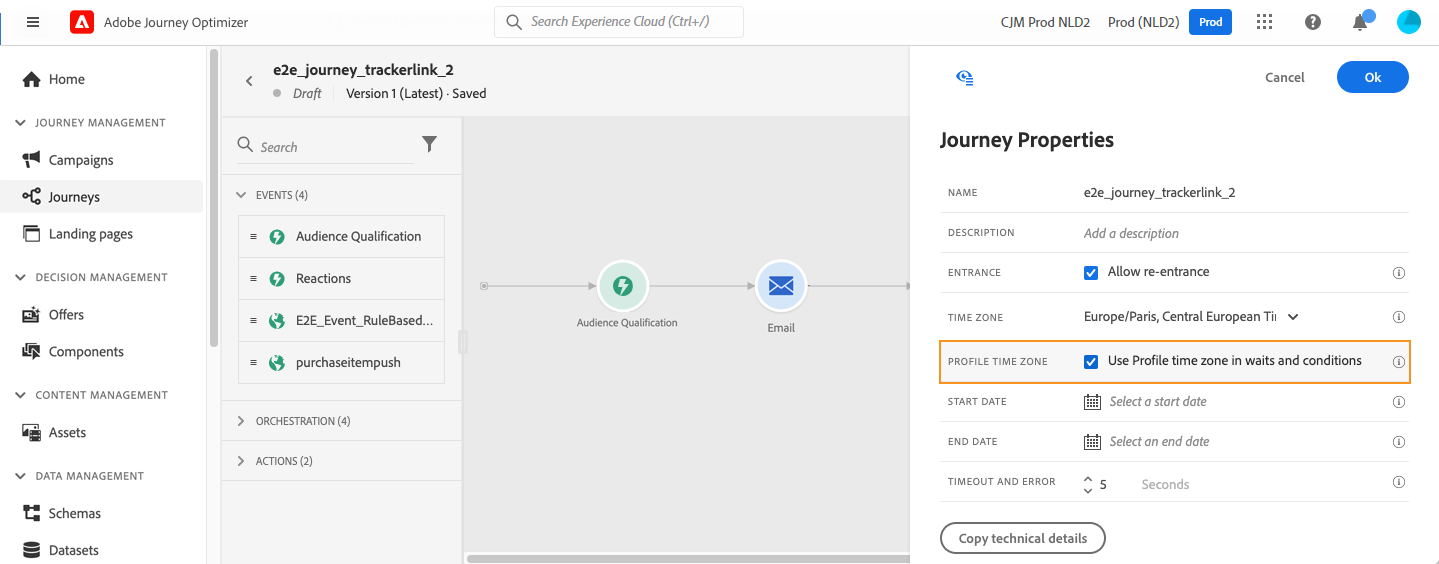 Adobe Journey Optimizer
Search Experience Cloud (Ctrl+/)
CJM Prod NLD2
Prod (NLD2)
Prod
Home
JOURNEY MANAGEMENT
Campaigns
Journeys
Landing pages
DECISION MANAGEMENT
Offers
Components
CONTENT MANAGEMENT
Assets
DATA MANAGEMENT
Schemas
Datasets
e2e_journey_trackerlink_2
Draft
Version 1 (Latest) · Saved
Search
EVENTS (4)
Audience Qualification
Reactions
E2E_Event_RuleBased...
purchaseitempush
ORCHESTRATION (4)
ACTIONS (2)
Audience Qualification
Email
Cancel
Ok
Journey Properties
NAME
e2e_journey_trackerlink_2
DESCRIPTION
Add a description
ENTRANCE
Allow re-entrance
TIME ZONE
Europe/Paris, Central European Ti
PROFILE TIME ZONE
Use Profile time zone in waits and conditions
START DATE
Select a start date
END DATE
Select an end date
TIMEOUT AND ERROR
5
Seconds
Copy technical details